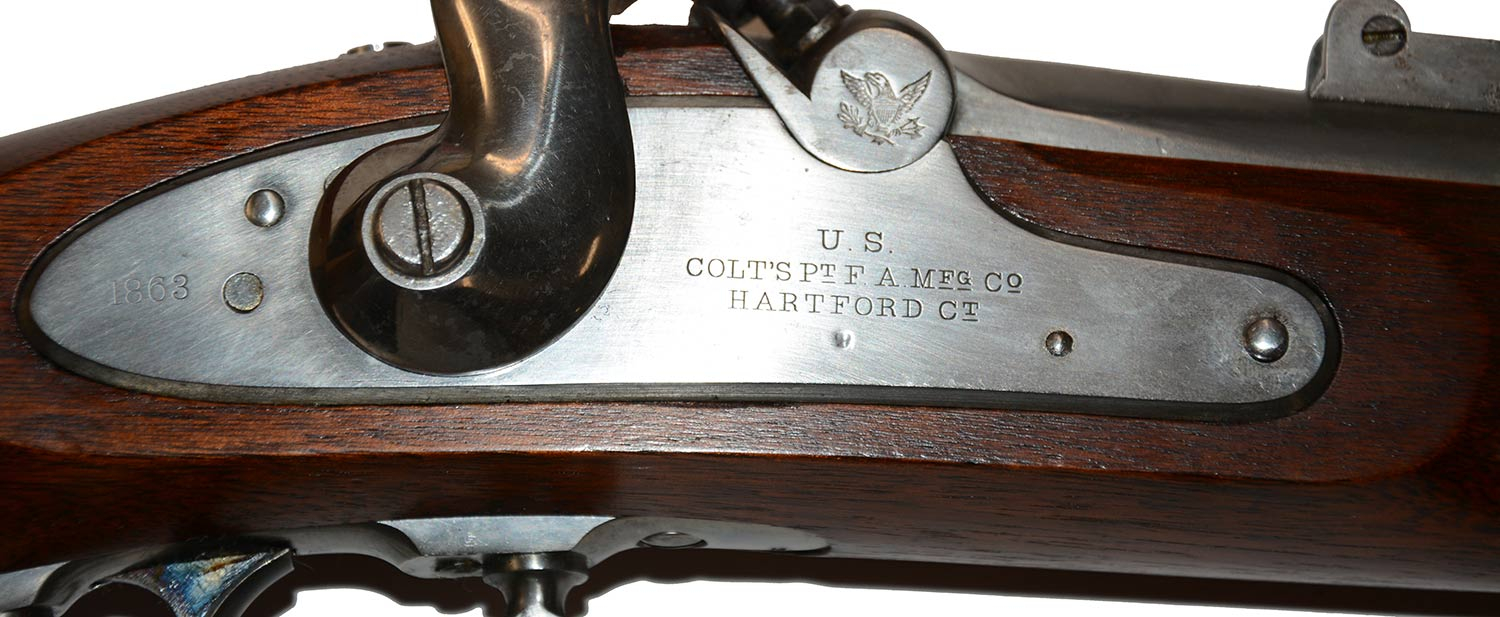 1863
U. S.
COLT'S PT F. A. MFG CO
HARTFORD CT